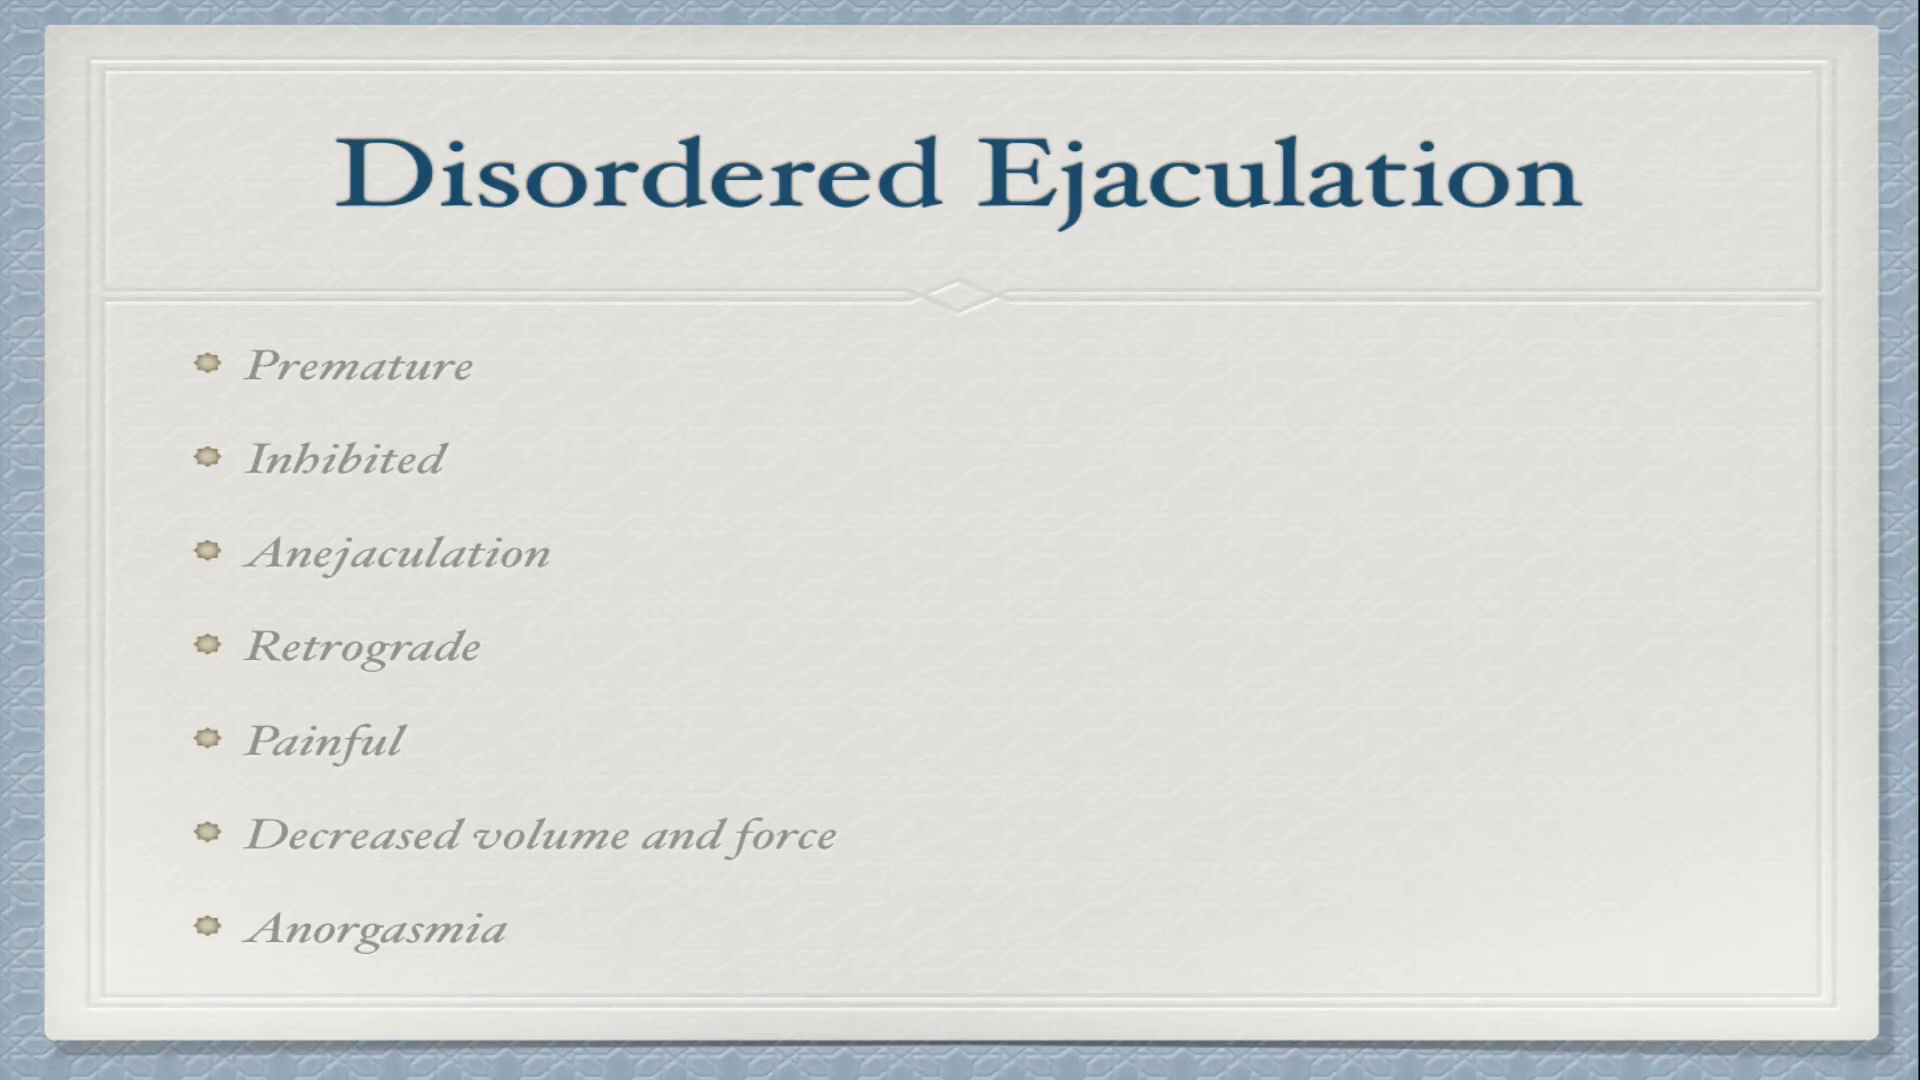 Disordered Ejaculation
Premature
Inhibited
Anejaculation
Retrograde
Painful
Decreased volume and force
Anorgasmia